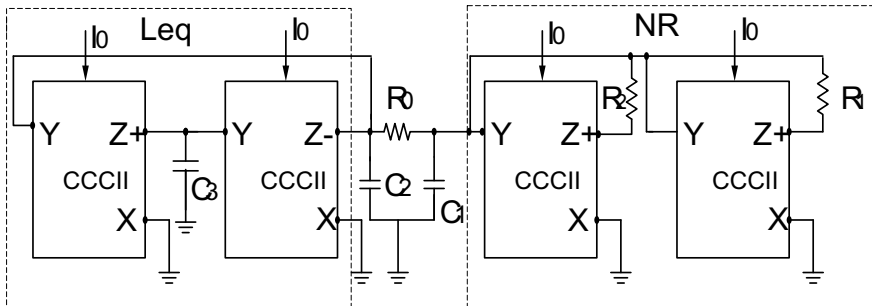 Leq
NR
I0
I0
I0
I0
R0
R2
R1
Y
Z+
Y
Z-
Y
Z+
Y
Z+
CCCII
CCCII
CCCII
CCCII
C3
C2
C1
X
X
X
X